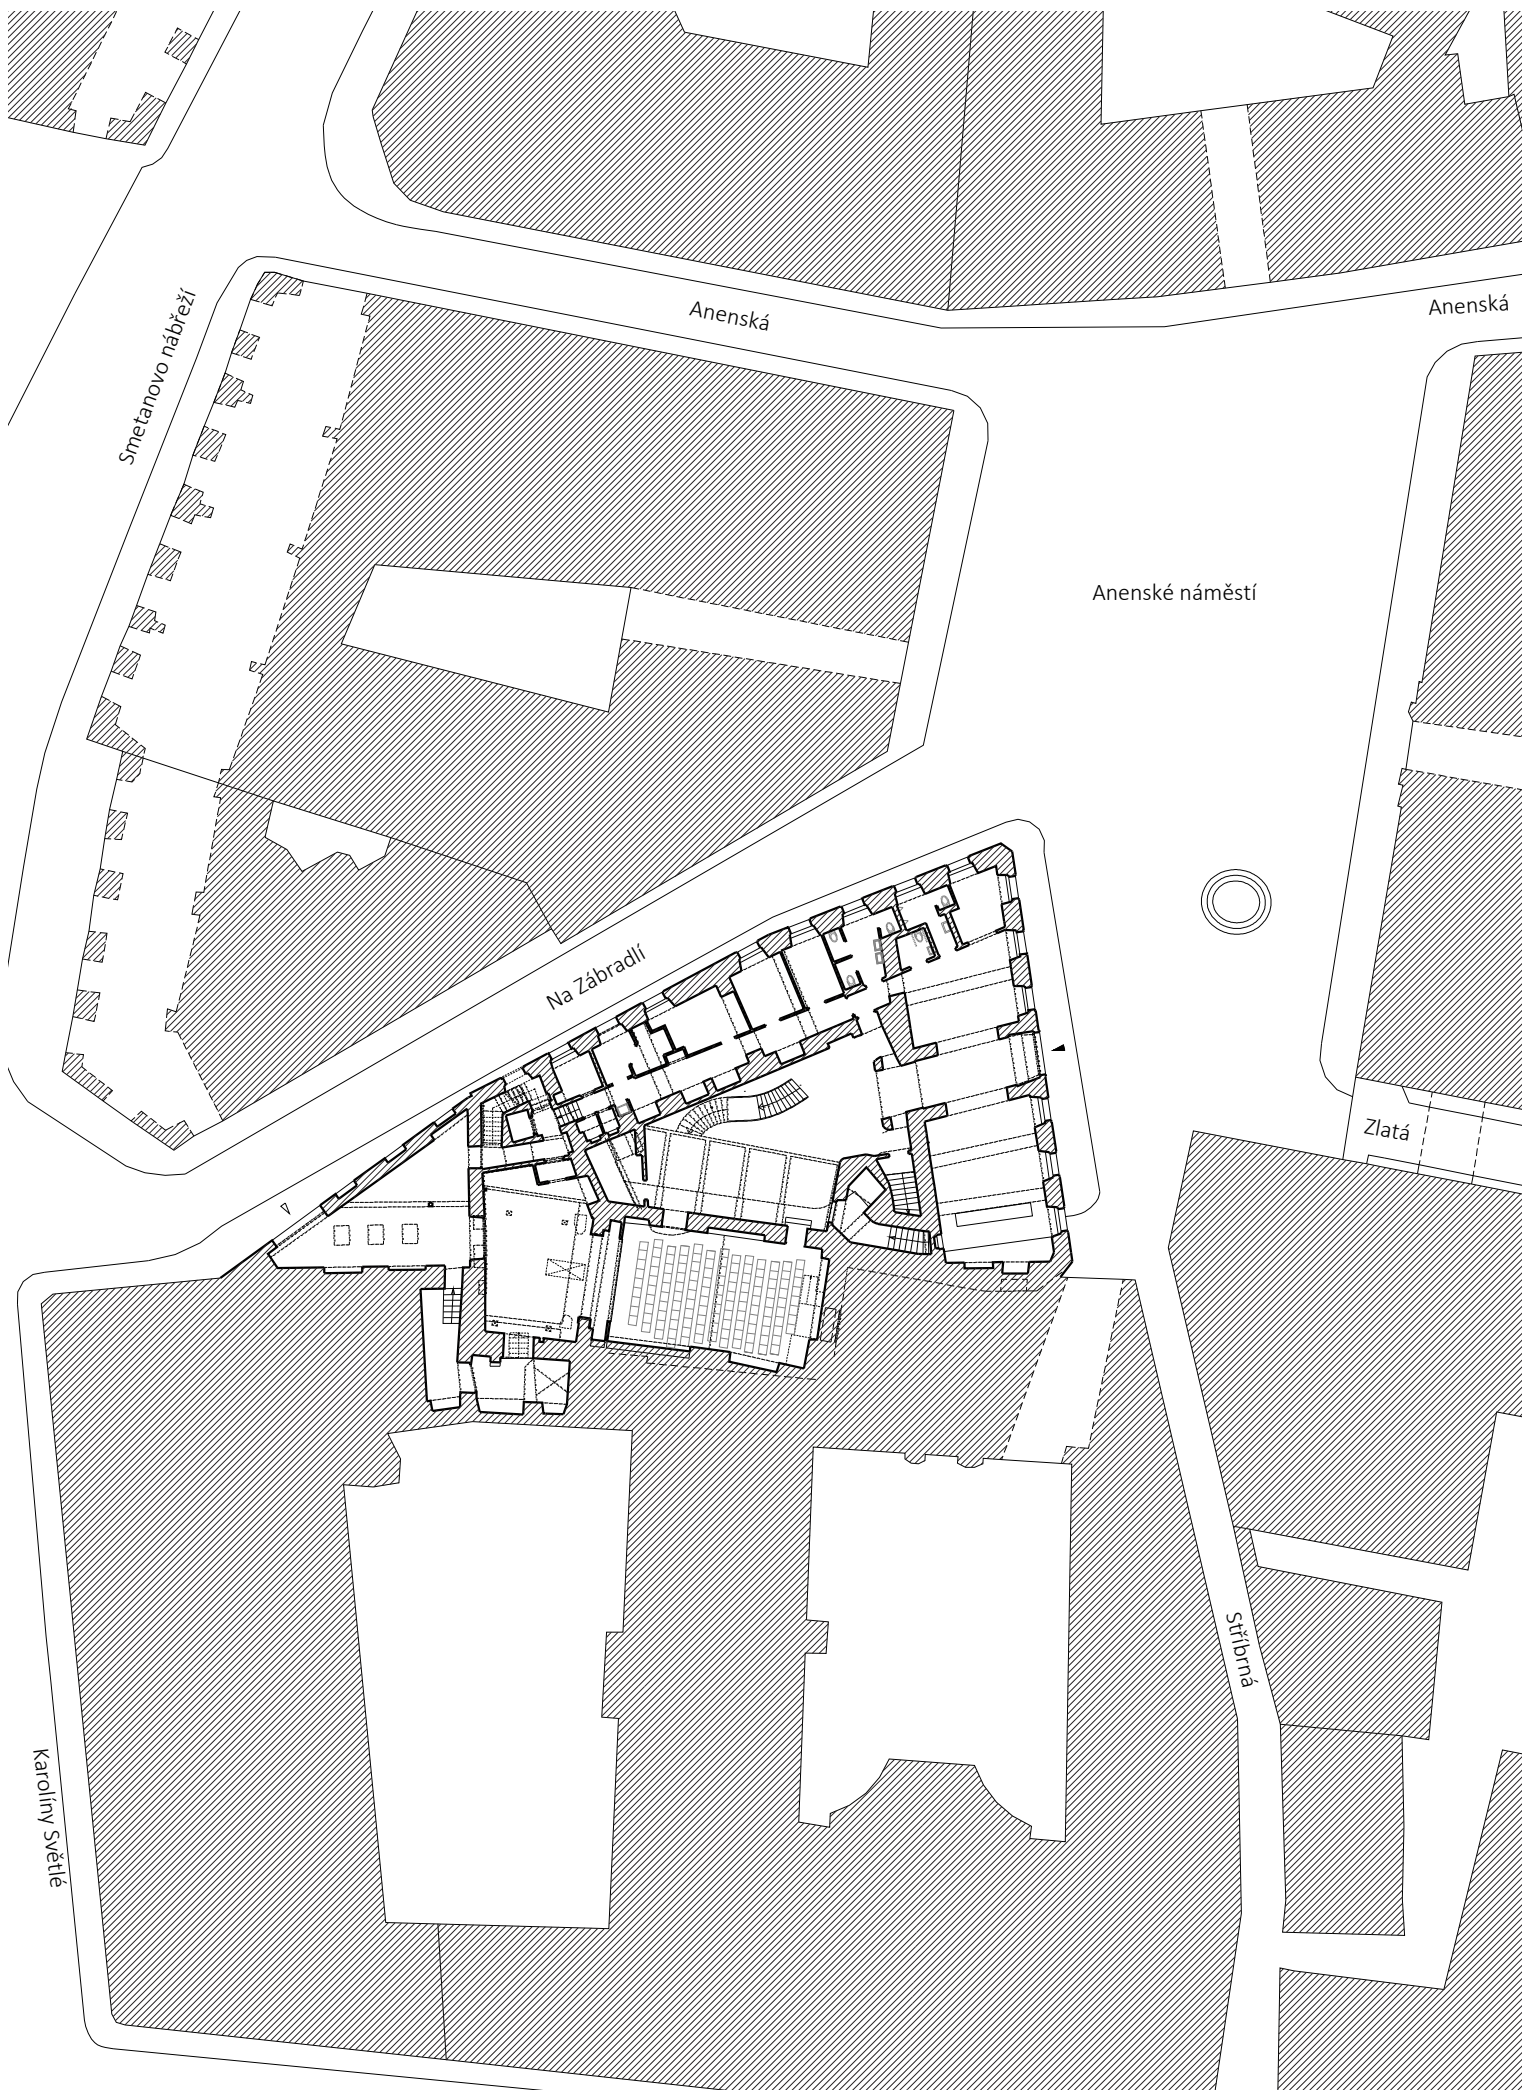 Anenská
Anenská
Smetanovo nábřeží
Anenské náměstí
Na Zábradlí
Zlatá
Stříbrná
Karolíny Světlé